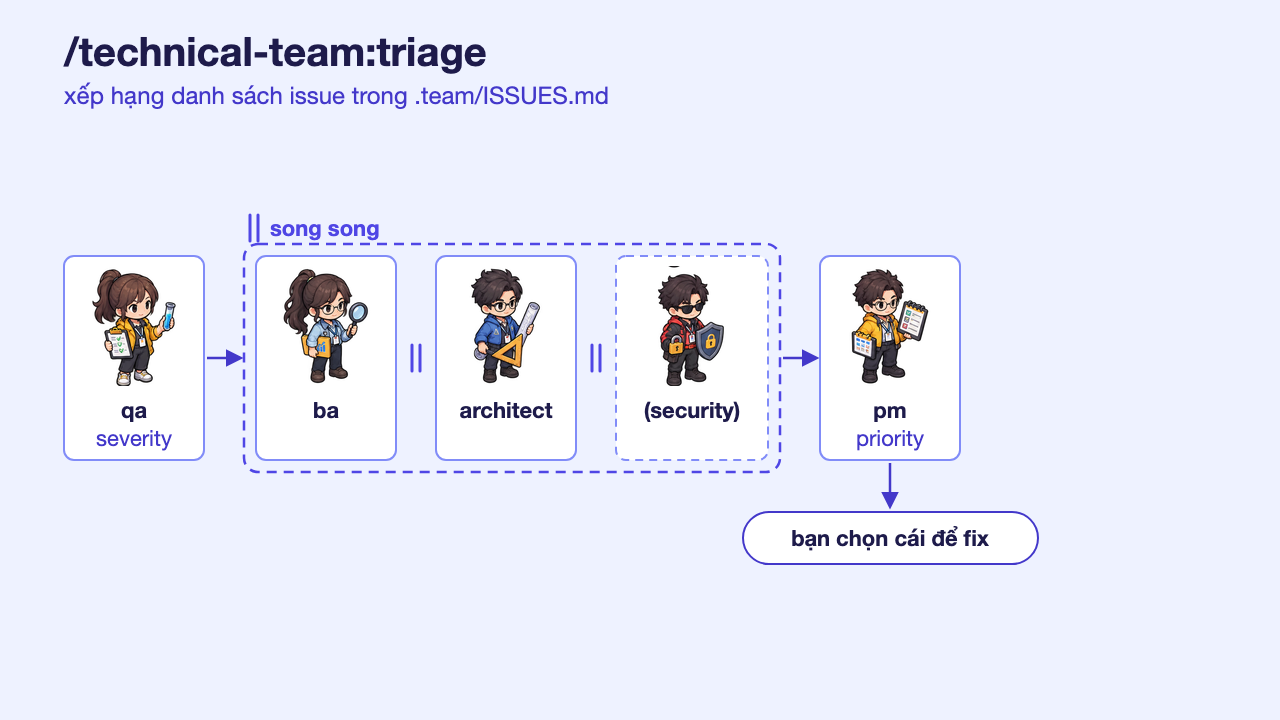 /technical-team:triage
xếp hạng danh sách issue trong .team/ISSUES.md
song song
qa
severity
ba
architect
(security)
pm
priority
bạn chọn cái để fix